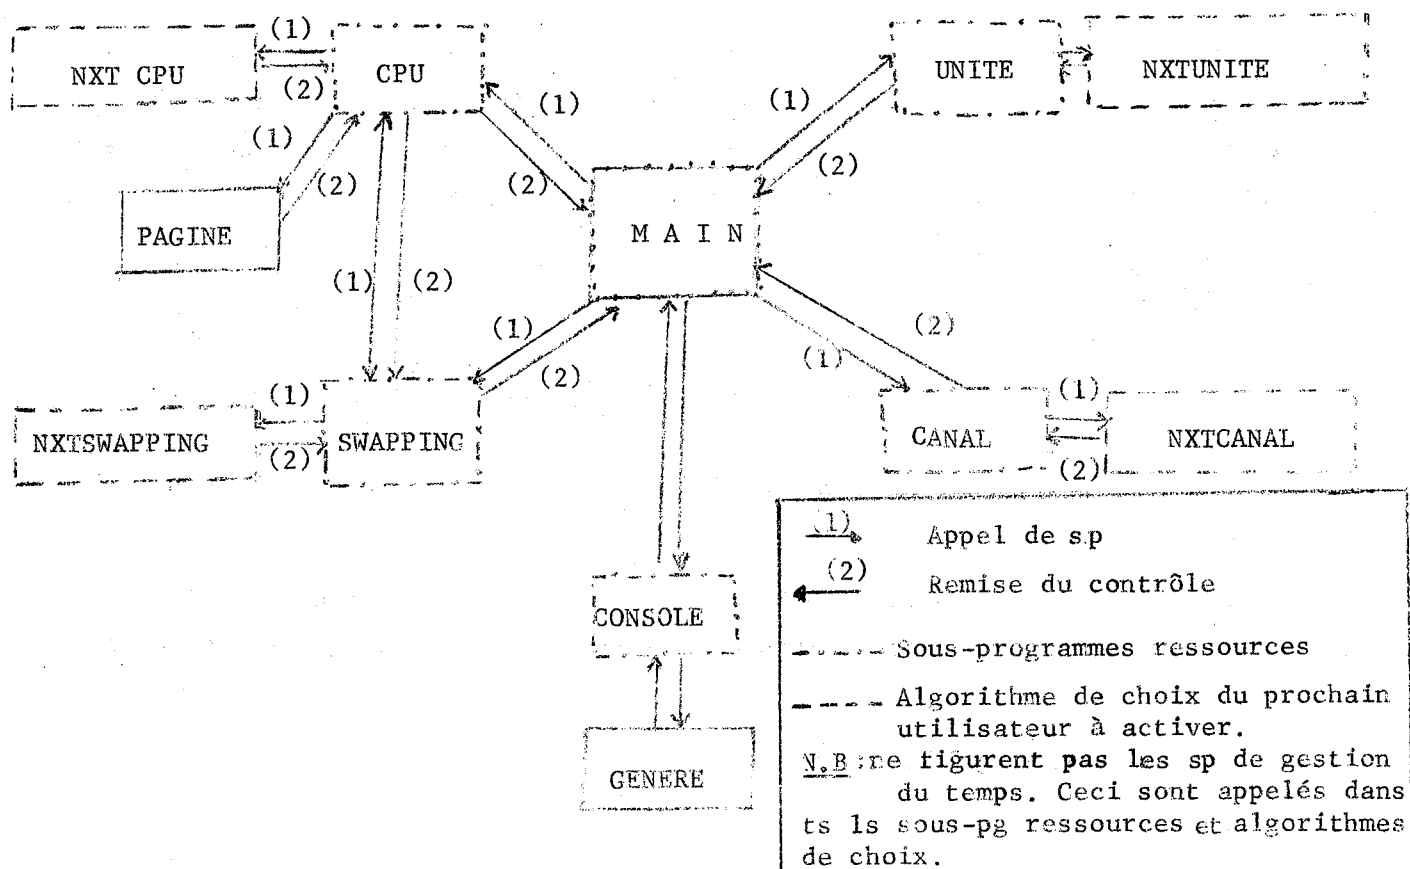 (1)
NXT CPU
(2)
CPU
(1)
(2)
(1)
(2)
(1)
(2)
UNITE
NXTUNITE
PAGINE
M A I N
(1)
(2)
(1)
(2)
(2)
(1)
(1)
NXTSWAPPING
(2)
SWAPPING
CANAL
(1)
(2)
NXTCANAL
CONSOLE
GENERE
(1) Appel de sp
(2) Remise du contrôle
Sous-programmes ressources
Algorithme de choix du prochain
utilisateur à activer.
N.B :ne figurent pas les sp de gestion
du temps. Ceci sont appelés dans
ts ls sous-pg ressources et algorithmes
de choix.